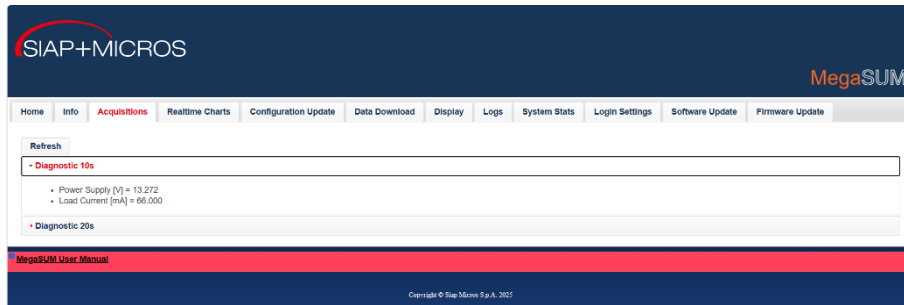 SIAP+MICROS
MegaSUM
Home Info Acquisitions Realtime Charts Configuration Update Data Download Display Logs System Stats Login Settings Software Update Firmware Update
Refresh
Diagnostic 10s
Power Supply [V] = 13.272
Load Current [mA] = 66.000
Diagnostic 20s
MegaSUM User Manual
Copyright © Siap Micros S.p.A. 2025